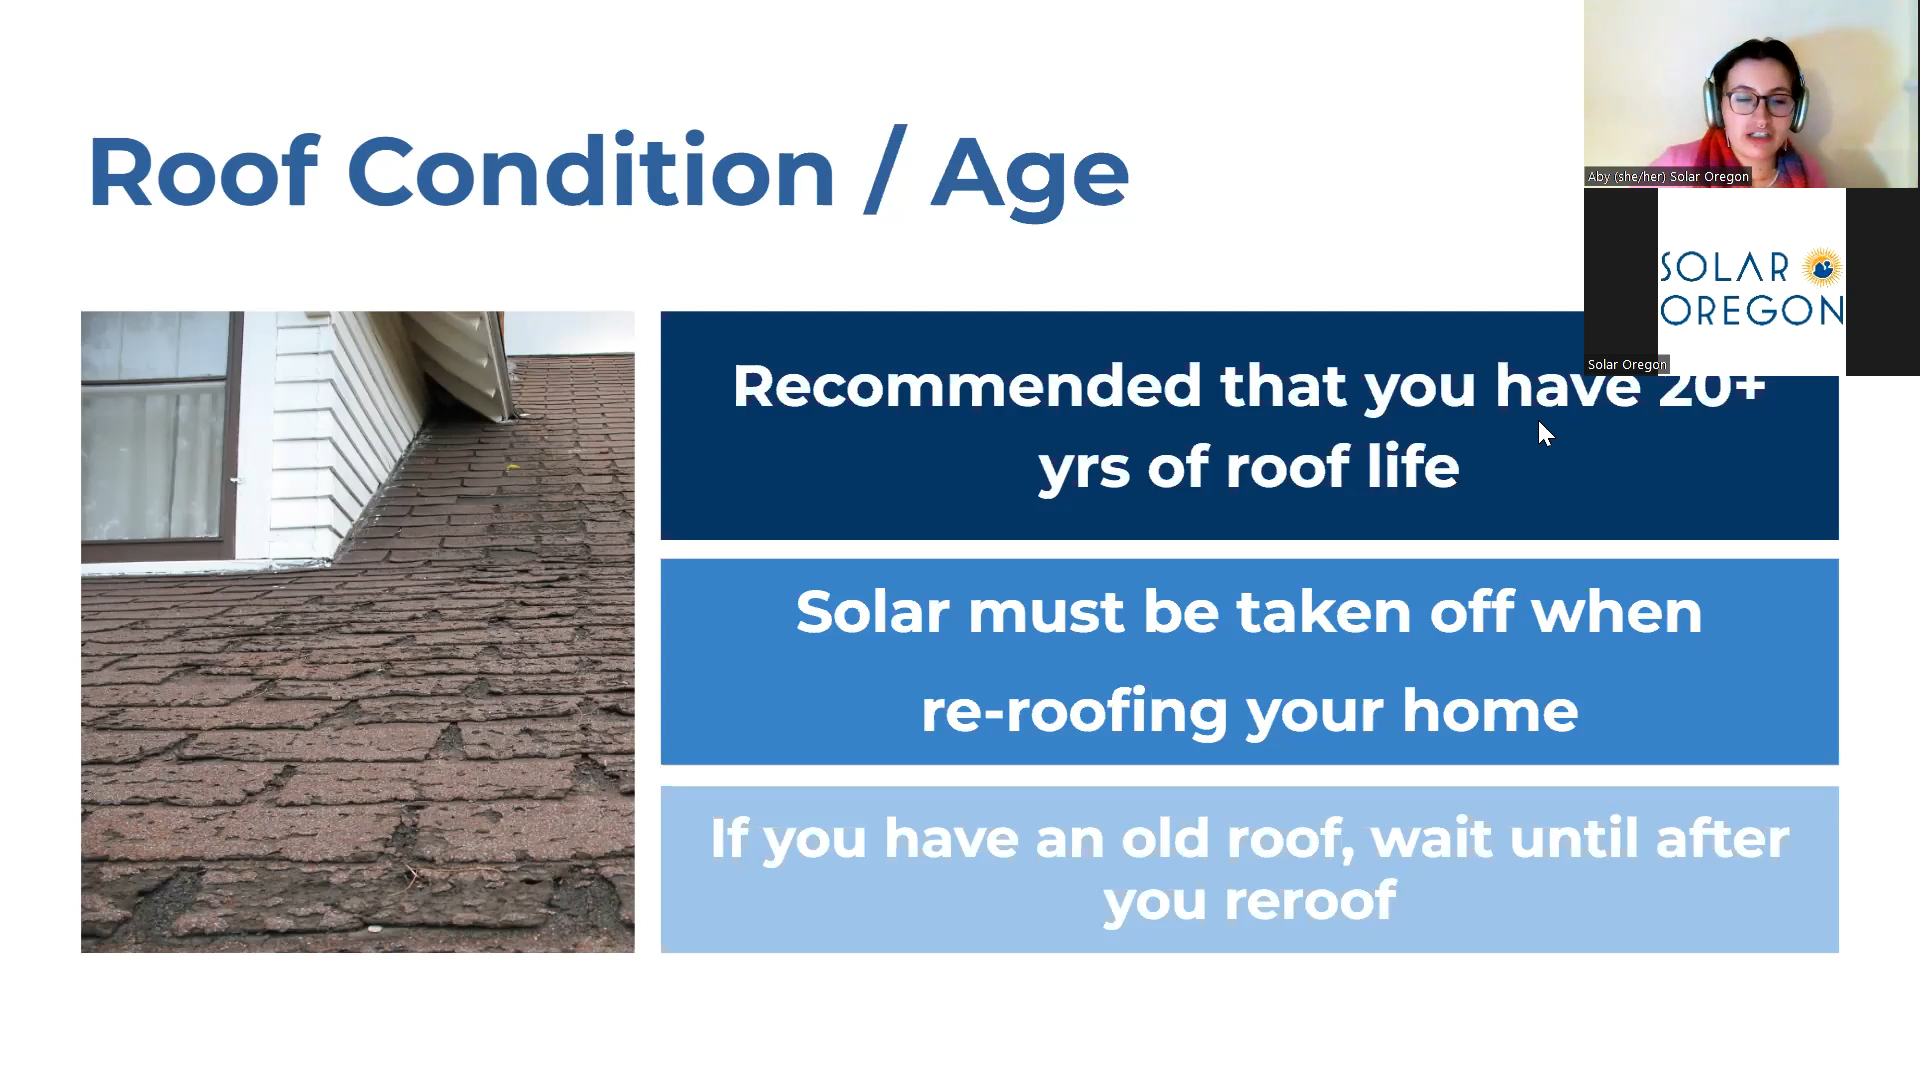 Roof Condition / Age
Aby (she/her) Solar Oregon
SOLAR
OREGON
Solar Oregon
Recommended that you have 20+
yrs of roof life
Solar must be taken off when
re-roofing your home
If you have an old roof, wait until after
you reroof